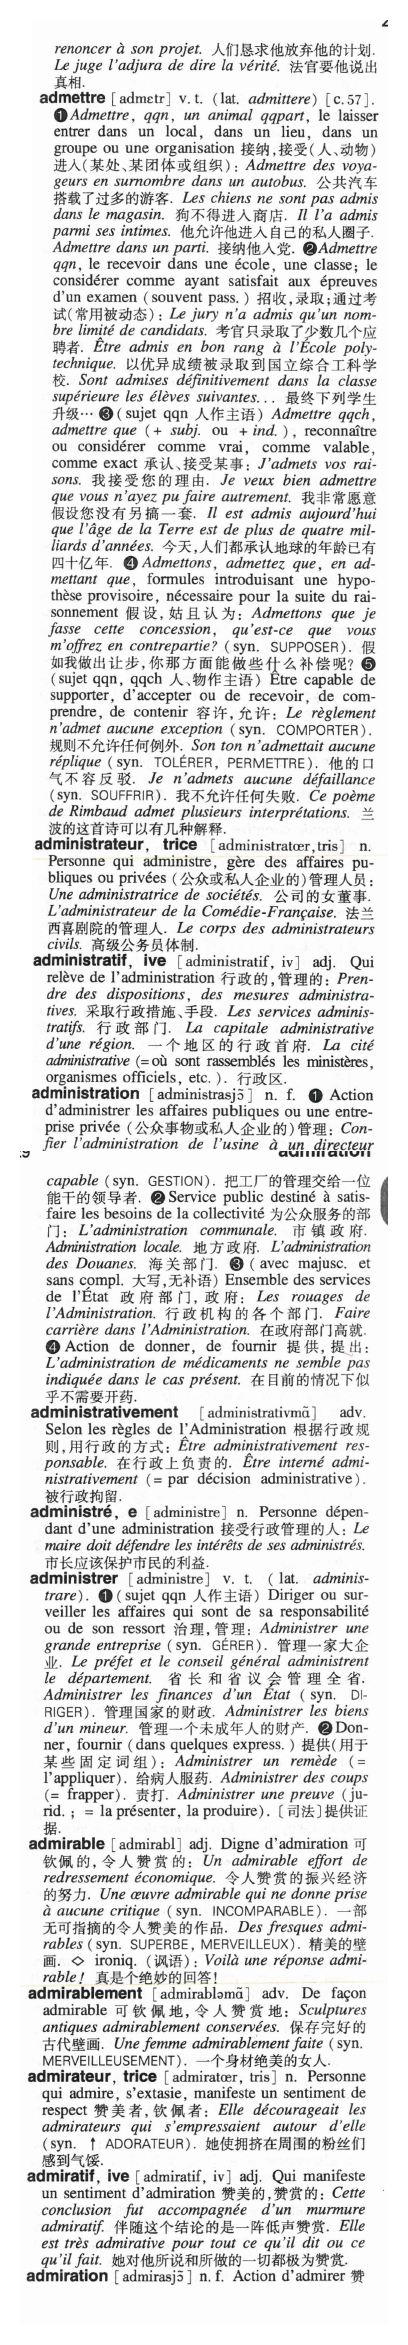 renoncer à son projet. 人们恳求他放弃他的计划.
Le juge l'adjura de dire la vérité. 法官要他说出
真相.
admettre [admɛtr] v. t. (lat. admittere) [c. 57].
❶ Admettre, qqn, un animal qqpart, le laisser
entrer dans un local, dans un lieu, dans un
groupe ou une organisation 接纳,接受(人、动物)
进入(某处、某团体或组织): Admettre des voya-
geurs en surnombre dans un autobus. 公共汽车
搭载了过多的游客. Les chiens ne sont pas admis
dans le magasin. 狗不得进入商店. Il l'a admis
parmi ses intimes. 他允许他进入自己的私人圈子.
Admettre dans un parti. 接纳他入党. ❷ Admettre
qqn, le recevoir dans une école, une classe; le
considérer comme ayant satisfait aux épreuves
d'un examen (souvent pass.) 招收,录取;通过考
试(常用被动态): Le jury n'a admis qu'un nom-
bre limité de candidats. 考官只录取了少数几个应
聘者. Être admis en bon rang à l'École poly-
technique. 以优异成绩被录取到国立综合工科学
校. Sont admises définitivement dans la classe
supérieure les élèves suivantes... 最终下列学生
升级… ❸ (sujet qqn 人作主语) Admettre qqch,
admettre que (+ subj. ou + ind.), reconnaître
ou considérer comme vrai, comme valable,
comme exact 承认、接受某事: J'admets vos rai-
sons. 我接受您的理由. Je veux bien admettre
que vous n'ayez pu faire autrement. 我非常愿意
假设您没有另搞一套. Il est admis aujourd'hui
que l'âge de la Terre est de plus de quatre mil-
liards d'années. 今天,人们都承认地球的年龄已有
四十亿年. ❹ Admettons, admettez que, en ad-
mettant que, formules introduisant une hypo-
thèse provisoire, nécessaire pour la suite du rai-
sonnement 假设,姑且认为: Admettons que je
fasse cette concession, qu'est-ce que vous
m'offrez en contrepartie? (syn. SUPPOSER). 假
如我做出让步,你那方面能做些什么补偿呢? ❺
(sujet qqn, qqch 人、物作主语) Être capable de
supporter, d'accepter ou de recevoir, de com-
prendre, de contenir 容许,允许: Le règlement
n'admet aucune exception (syn. COMPORTER).
规则不允许任何例外. Son ton n'admettait aucune
réplique (syn. TOLÉRER, PERMETTRE). 他的口
气不容反驳. Je n'admets aucune défaillance
(syn. SOUFFRIR). 我不允许任何失败. Ce poème
de Rimbaud admet plusieurs interprétations. 兰
波的这首诗可以有几种解释.
administrateur, trice [administratœr,tris] n.
Personne qui administre, gère des affaires pu-
bliques ou privées (公众或私人企业的)管理人员:
Une administratrice de sociétés. 公司的女董事.
L'administrateur de la Comédie-Française. 法兰
西喜剧院的管理人. Le corps des administrateurs
civils. 高级公务员体制.
administratif, ive [administratif, iv] adj. Qui
relève de l'administration 行政的,管理的: Pren-
dre des dispositions, des mesures administra-
tives. 采取行政措施、手段. Les services adminis-
tratifs. 行政部门. La capitale administrative
d'une région. 一个地区的行政首府. La cité
administrative (= où sont rassemblés les ministères,
organismes officiels, etc.). 行政区.
administration [administrasjɔ̃] n. f. ❶ Action
d'administrer les affaires publiques ou une entre-
prise privée (公众事物或私人企业的)管理: Con-
fier l'administration de l'usine à un directeur
admiration
capable (syn. GESTION). 把工厂的管理交给一位
能干的领导者. ❷ Service public destiné à satis-
faire les besoins de la collectivité 为公众服务的部
门: L'administration communale. 市镇政府.
Administration locale. 地方政府. L'administration
des Douanes. 海关部门. ❸ (avec majusc. et
sans compl. 大写,无补语) Ensemble des services
de l'État 政府部门,政府: Les rouages de
l'Administration. 行政机构的各个部门. Faire
carrière dans l'Administration. 在政府部门高就.
❹ Action de donner, de fournir 提供,提出:
L'administration de médicaments ne semble pas
indiquée dans le cas présent. 在目前的情况下似
乎不需要开药.
administrativement [administrativmɑ̃] adv.
Selon les règles de l'Administration 根据行政规
则,用行政的方式: Être administrativement res-
ponsable. 在行政上负责的. Être interné admi-
nistrativement (= par décision administrative).
被行政拘留.
administré, e [administre] n. Personne dépen-
dant d'une administration 接受行政管理的人: Le
maire doit défendre les intérêts de ses administrés.
市长应该保护市民的利益.
administrer [administre] v. t. (lat. adminis-
trare). ❶ (sujet qqn 人作主语) Diriger ou sur-
veiller les affaires qui sont de sa responsabilité
ou de son ressort 治理,管理: Administrer une
grande entreprise (syn. GÉRER). 管理一家大企
业. Le préfet et le conseil général administrent
le département. 省长和省议会管理全省.
Administrer les finances d'un État (syn. DI-
RIGER). 管理国家的财政. Administrer les biens
d'un mineur. 管理一个未成年人的财产. ❷ Don-
ner, fournir (dans quelques express.) 提供(用于
某些固定词组): Administrer un remède (=
l'appliquer). 给病人服药. Administrer des coups
(= frapper). 责打. Administrer une preuve (ju-
rid. ; = la présenter, la produire). [司法]提供证
据.
admirable [admirabl] adj. Digne d'admiration 可
钦佩的,令人赞赏的: Un admirable effort de
redressement économique. 令人赞赏的振兴经济
的努力. Une œuvre admirable qui ne donne prise
à aucune critique (syn. INCOMPARABLE). 一部
无可指摘的令人赞美的作品. Des fresques admi-
rables (syn. SUPERBE, MERVEILLEUX). 精美的壁
画. ◇ ironiq. (讽语): Voilà une réponse admi-
rable! 真是个绝妙的回答!
admirablement [admirabləmɑ̃] adv. De façon
admirable 可钦佩地,令人赞赏地: Sculptures
antiques admirablement conservées. 保存完好的
古代壁画. Une femme admirablement faite (syn.
MERVEILLEUSEMENT). 一个身材绝美的女人.
admirateur, trice [admiratœr, tris] n. Personne
qui admire, s'extasie, manifeste un sentiment de
respect 赞美者,钦佩者: Elle décourageait les
admirateurs qui s'empressaient autour d'elle
(syn. ↑ ADORATEUR). 她使拥挤在周围的粉丝们
感到气馁.
admiratif, ive [admiratif, iv] adj. Qui manifeste
un sentiment d'admiration 赞美的,赞赏的: Cette
conclusion fut accompagnée d'un murmure
admiratif. 伴随这个结论的是一阵低声赞赏. Elle
est très admirative pour tout ce qu'il dit ou ce
qu'il fait. 她对他所说和所做的一切都极为赞赏.
admiration [admirasjɔ̃] n. f. Action d'admirer 赞